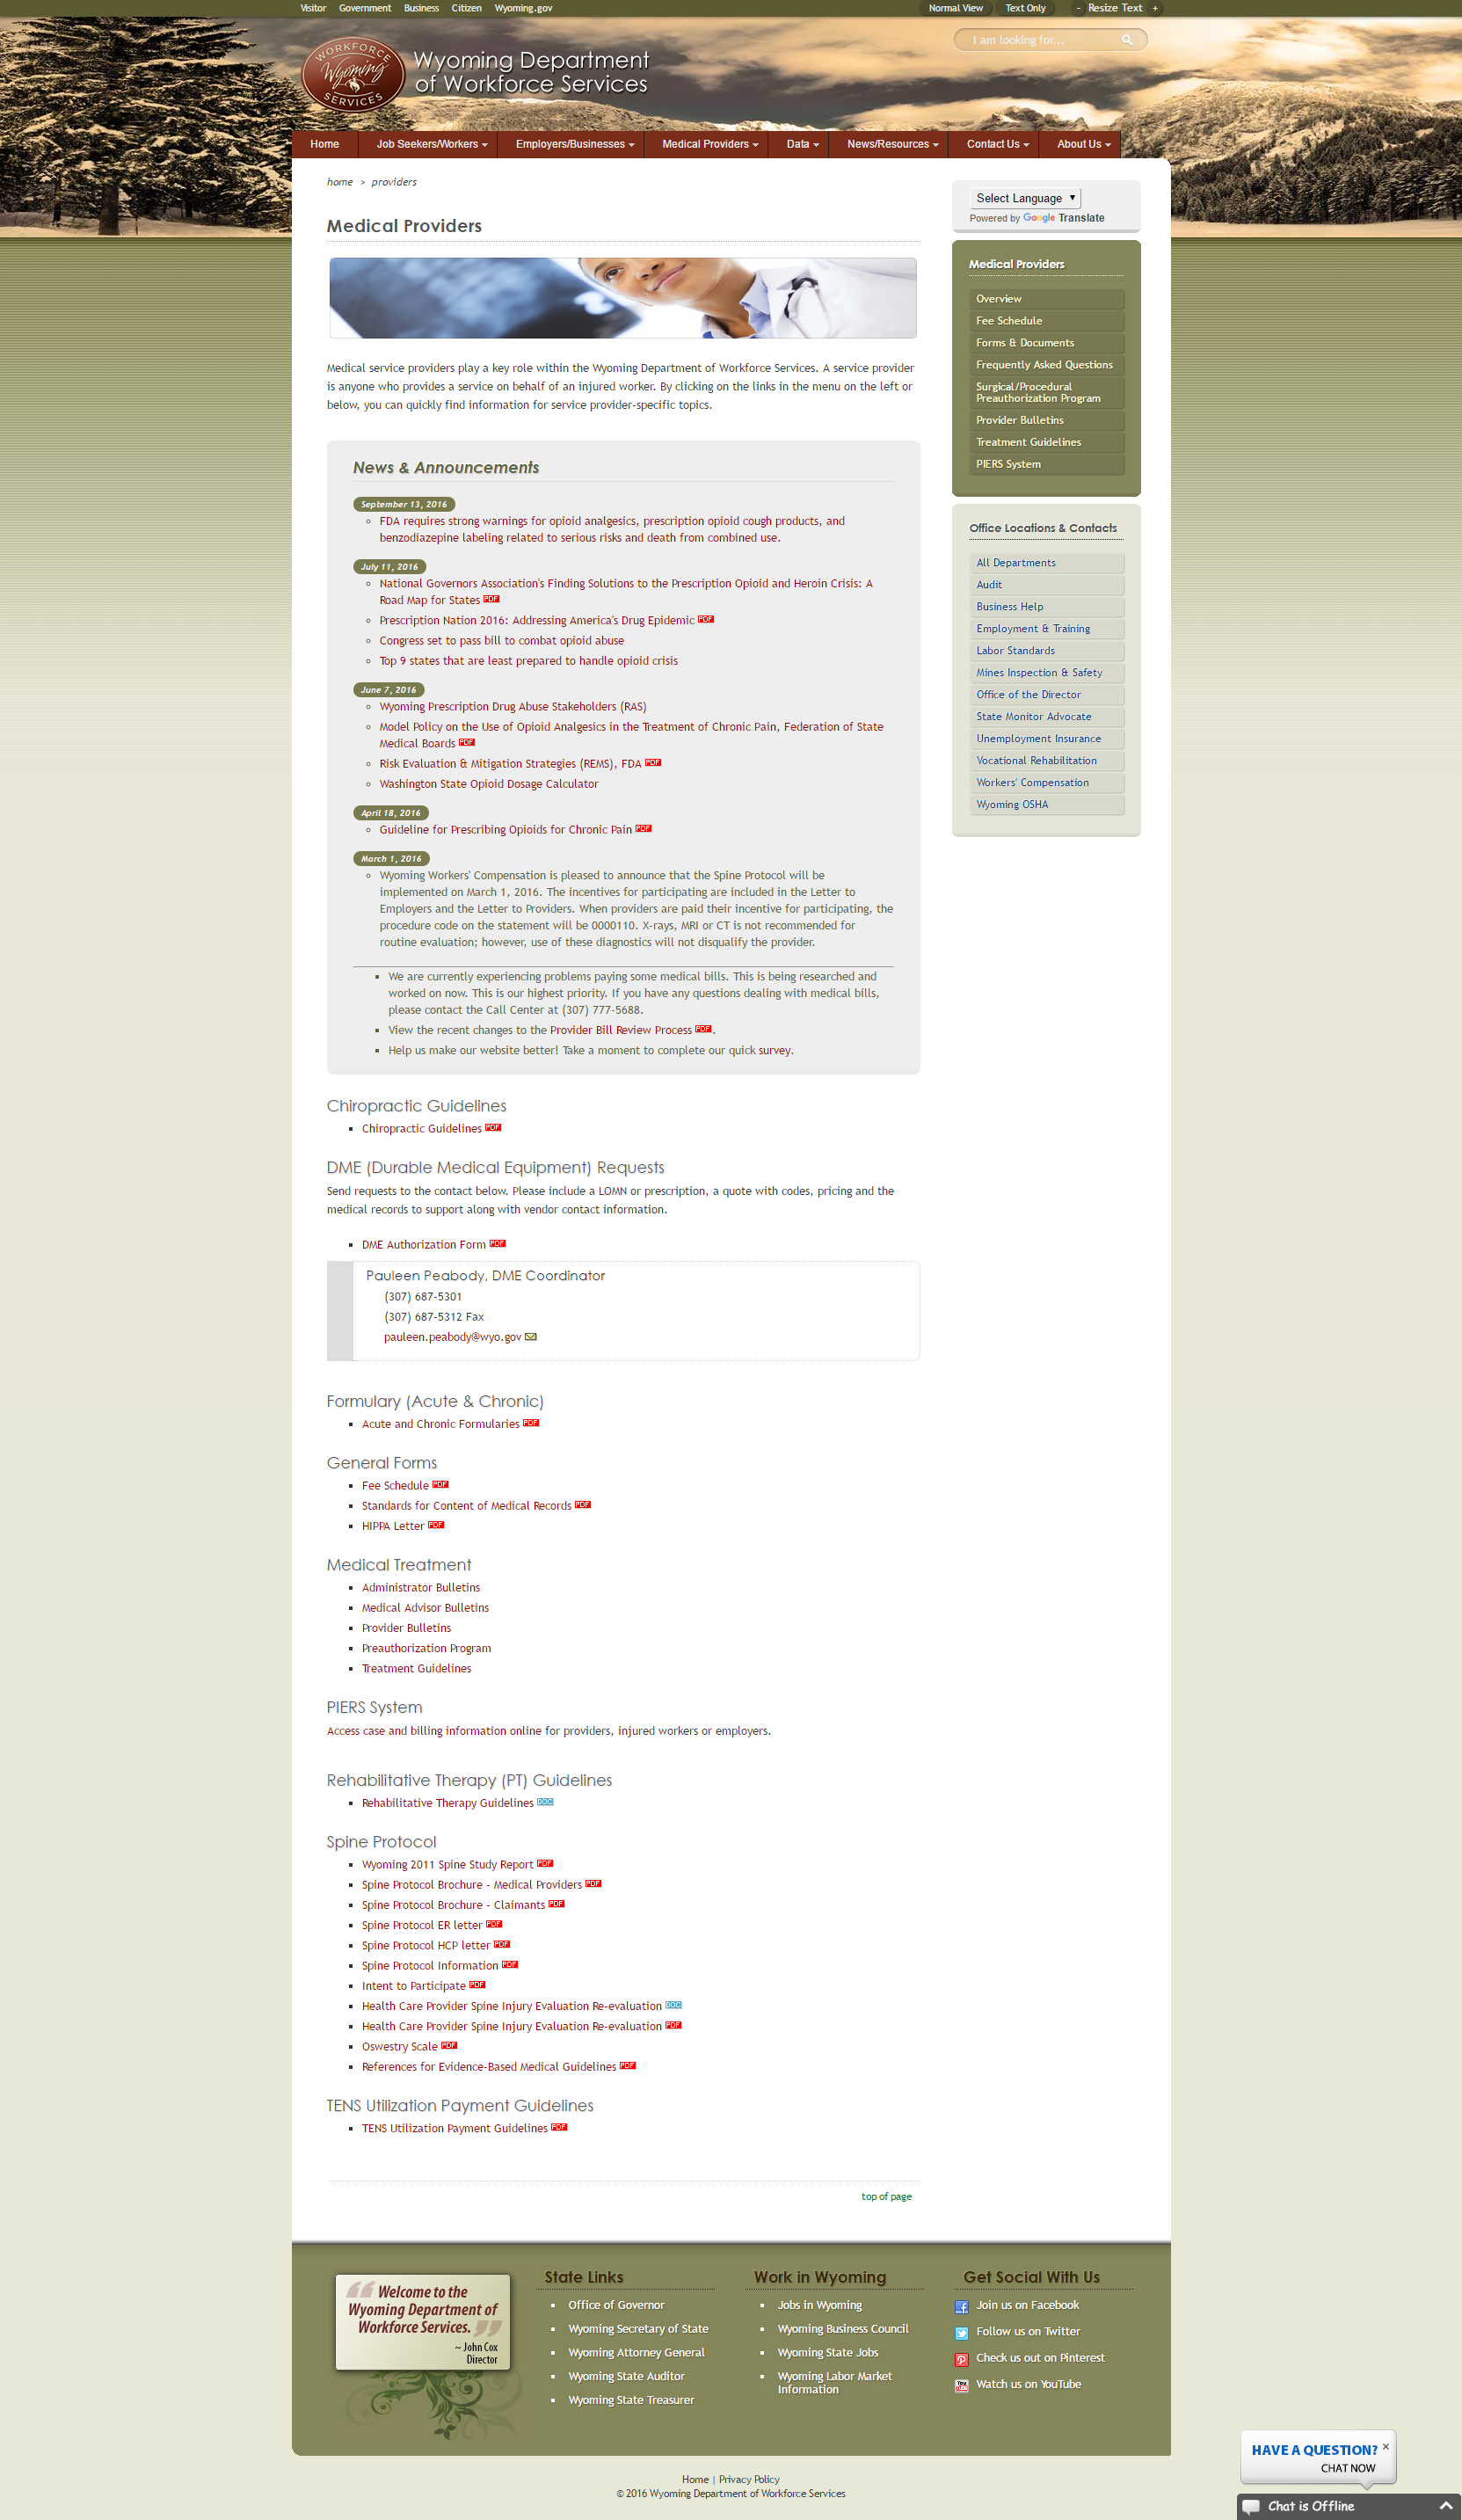 Visitor Government Business Citizen Wyoming.gov
Normal View Text Only - Resize Text +
I am looking for...
WORKFORCE
Wyoming
SERVICES
Wyoming Department
of Workforce Services
Home Job Seekers/Workers Employers/Businesses Medical Providers Data News/Resources Contact Us About Us
home > providers
Medical Providers
Medical service providers play a key role within the Wyoming Department of Workforce Services. A service provider
is anyone who provides a service on behalf of an injured worker. By clicking on the links in the menu on the left or
below, you can quickly find information for service provider-specific topics.
News & Announcements
September 13, 2016
FDA requires strong warnings for opioid analgesics, prescription opioid cough products, and
benzodiazepine labeling related to serious risks and death from combined use.
July 11, 2016
National Governors Association's Finding Solutions to the Prescription Opioid and Heroin Crisis: A
Road Map for States PDF
Prescription Nation 2016: Addressing America's Drug Epidemic PDF
Congress set to pass bill to combat opioid abuse
Top 9 states that are least prepared to handle opioid crisis
June 7, 2016
Wyoming Prescription Drug Abuse Stakeholders (RAS)
Model Policy on the Use of Opioid Analgesics in the Treatment of Chronic Pain, Federation of State
Medical Boards PDF
Risk Evaluation & Mitigation Strategies (REMS), FDA PDF
Washington State Opioid Dosage Calculator
April 18, 2016
Guideline for Prescribing Opioids for Chronic Pain PDF
March 1, 2016
Wyoming Workers' Compensation is pleased to announce that the Spine Protocol will be
implemented on March 1, 2016. The incentives for participating are included in the Letter to
Employers and the Letter to Providers. When providers are paid their incentive for participating, the
procedure code on the statement will be 0000110. X-rays, MRI or CT is not recommended for
routine evaluation; however, use of these diagnostics will not disqualify the provider.
We are currently experiencing problems paying some medical bills. This is being researched and
worked on now. This is our highest priority. If you have any questions dealing with medical bills,
please contact the Call Center at (307) 777-5688.
View the recent changes to the Provider Bill Review Process PDF.
Help us make our website better! Take a moment to complete our quick survey.
Chiropractic Guidelines
Chiropractic Guidelines PDF
DME (Durable Medical Equipment) Requests
Send requests to the contact below. Please include a LOMN or prescription, a quote with codes, pricing and the
medical records to support along with vendor contact information.
DME Authorization Form PDF
Pauleen Peabody, DME Coordinator
(307) 687-5301
(307) 687-5312 Fax
pauleen.peabody@wyo.gov
Formulary (Acute & Chronic)
Acute and Chronic Formularies PDF
General Forms
Fee Schedule PDF
Standards for Content of Medical Records PDF
HIPPA Letter PDF
Medical Treatment
Administrator Bulletins
Medical Advisor Bulletins
Provider Bulletins
Preauthorization Program
Treatment Guidelines
PIERS System
Access case and billing information online for providers, injured workers or employers.
Rehabilitative Therapy (PT) Guidelines
Rehabilitative Therapy Guidelines DOC
Spine Protocol
Wyoming 2011 Spine Study Report PDF
Spine Protocol Brochure - Medical Providers PDF
Spine Protocol Brochure - Claimants PDF
Spine Protocol ER letter PDF
Spine Protocol HCP letter PDF
Spine Protocol Information PDF
Intent to Participate PDF
Health Care Provider Spine Injury Evaluation Re-evaluation DOC
Health Care Provider Spine Injury Evaluation Re-evaluation PDF
Oswestry Scale PDF
References for Evidence-Based Medical Guidelines PDF
TENS Utilization Payment Guidelines
TENS Utilization Payment Guidelines PDF
top of page
Select Language
Powered by Google Translate
Medical Providers
Overview
Fee Schedule
Forms & Documents
Frequently Asked Questions
Surgical/Procedural
Preauthorization Program
Provider Bulletins
Treatment Guidelines
PIERS System
Office Locations & Contacts
All Departments
Audit
Business Help
Employment & Training
Labor Standards
Mines Inspection & Safety
Office of the Director
State Monitor Advocate
Unemployment Insurance
Vocational Rehabilitation
Workers' Compensation
Wyoming OSHA
"Welcome to the
Wyoming Department of
Workforce Services."
~ John Cox
Director
State Links
Office of Governor
Wyoming Secretary of State
Wyoming Attorney General
Wyoming State Auditor
Wyoming State Treasurer
Work in Wyoming
Jobs in Wyoming
Wyoming Business Council
Wyoming State Jobs
Wyoming Labor Market
Information
Get Social With Us
Join us on Facebook
Follow us on Twitter
Check us out on Pinterest
Watch us on YouTube
Home | Privacy Policy
© 2016 Wyoming Department of Workforce Services
HAVE A QUESTION? ×
CHAT NOW
Chat is Offline